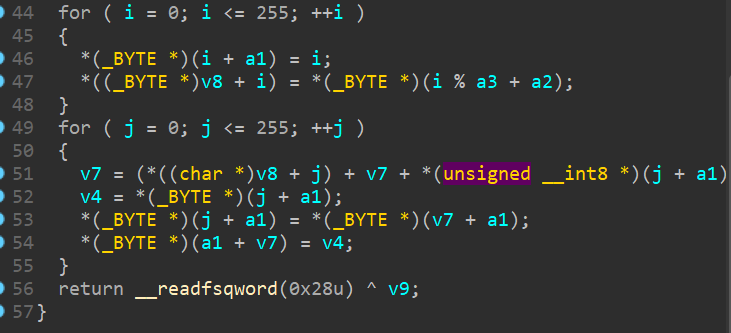 44 for ( i = 0; i <= 255; ++i )
45 {
46 *(_BYTE *)(i + a1) = i;
47 *((_BYTE *)v8 + i) = *(_BYTE *)(i % a3 + a2);
48 }
49 for ( j = 0; j <= 255; ++j )
50 {
51 v7 = (*((char *)v8 + j) + v7 + *(unsigned __int8 *)(j + a1)
52 v4 = *(_BYTE *)(j + a1);
53 *(_BYTE *)(j + a1) = *(_BYTE *)(v7 + a1);
54 *(_BYTE *)(a1 + v7) = v4;
55 }
56 return __readfsqword(0x28u) ^ v9;
57 }